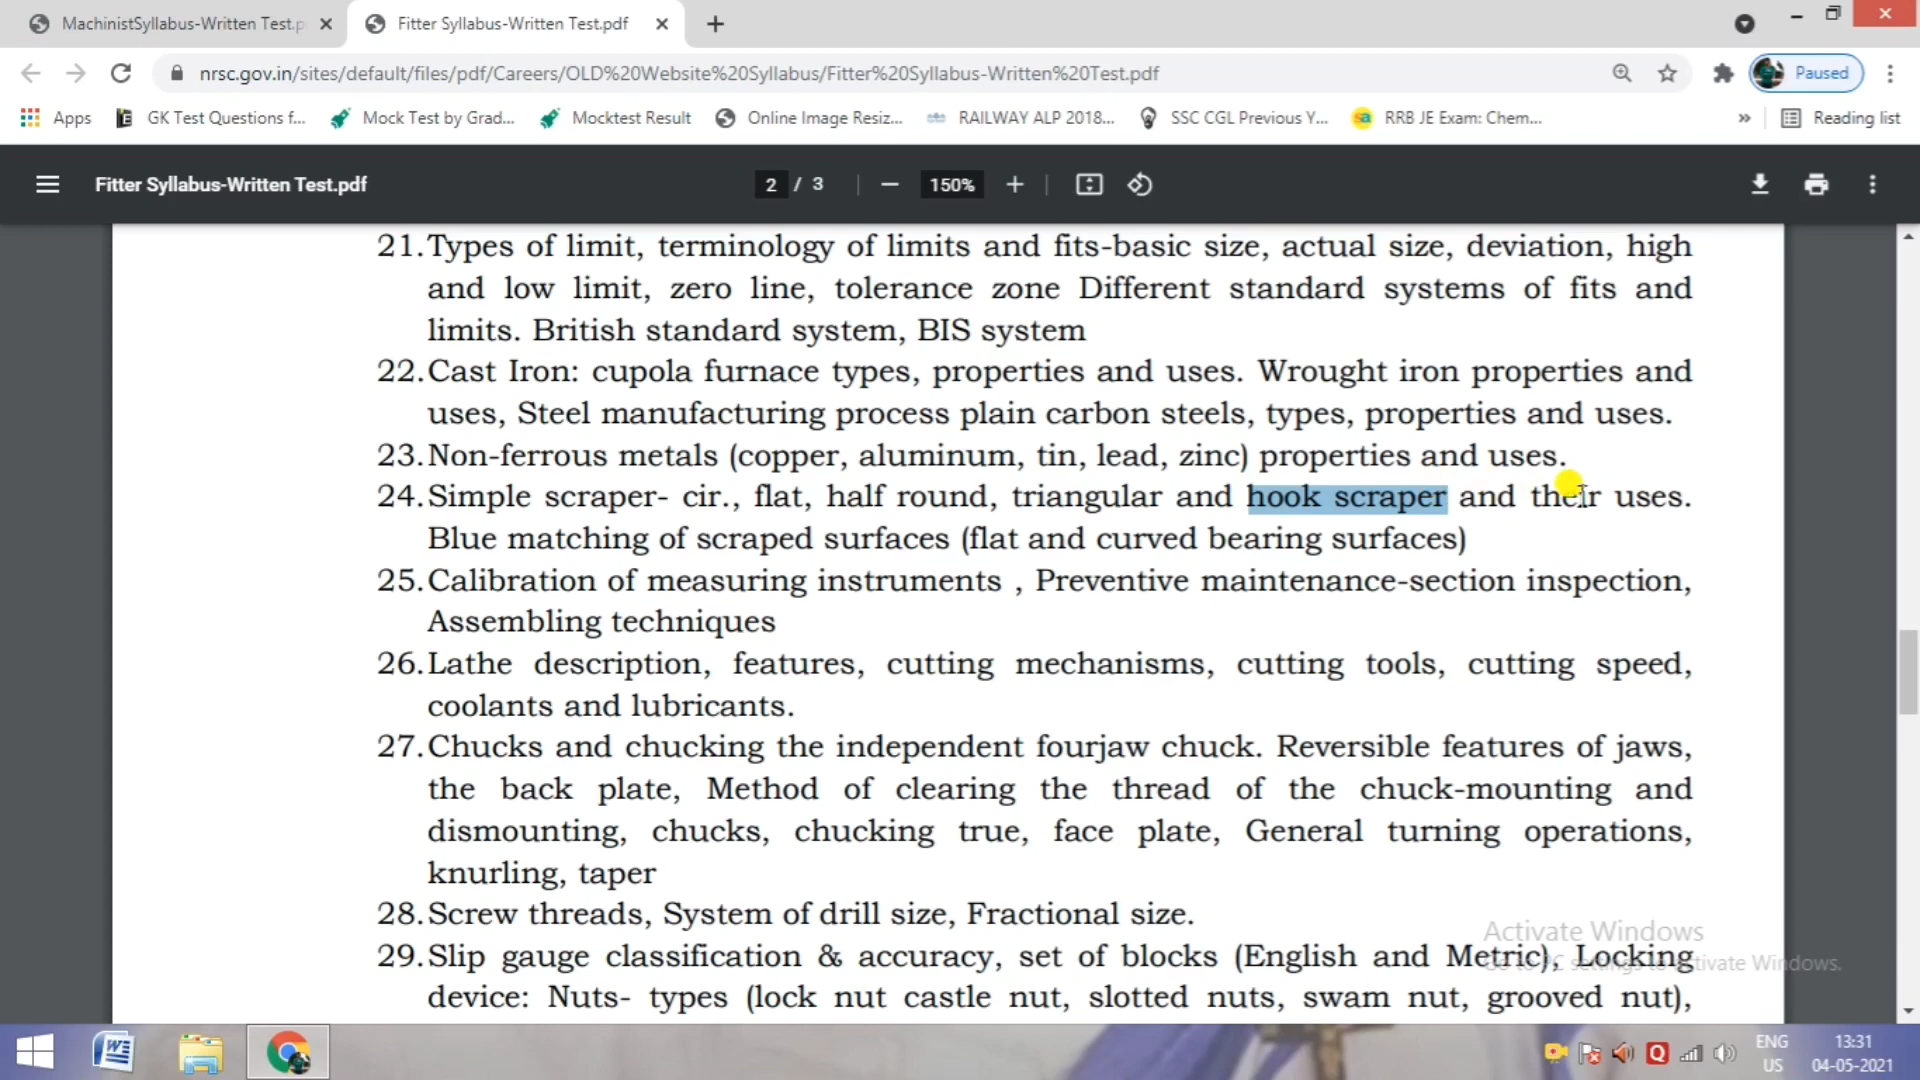 MachinistSyllabus-Written Test.p
Fitter Syllabus-Written Test.pdf
nrsc.gov.in/sites/default/files/pdf/Careers/OLD%20Website%20Syllabus/Fitter%20Syllabus-Written%20Test.pdf
Paused
Apps
GK Test Questions f...
Mock Test by Grad...
Mocktest Result
Online Image Resiz...
RAILWAY ALP 2018...
SSC CGL Previous Y...
sa
RRB JE Exam: Chem...
»
Reading list
Fitter Syllabus-Written Test.pdf
2 / 3
150%
21.Types of limit, terminology of limits and fits-basic size, actual size, deviation, high
and low limit, zero line, tolerance zone Different standard systems of fits and
limits. British standard system, BIS system
22.Cast Iron: cupola furnace types, properties and uses. Wrought iron properties and
uses, Steel manufacturing process plain carbon steels, types, properties and uses.
23.Non-ferrous metals (copper, aluminum, tin, lead, zinc) properties and uses.
24.Simple scraper- cir., flat, half round, triangular and hook scraper and their uses.
Blue matching of scraped surfaces (flat and curved bearing surfaces)
25.Calibration of measuring instruments , Preventive maintenance-section inspection,
Assembling techniques
26.Lathe description, features, cutting mechanisms, cutting tools, cutting speed,
coolants and lubricants.
27.Chucks and chucking the independent fourjaw chuck. Reversible features of jaws,
the back plate, Method of clearing the thread of the chuck-mounting and
dismounting, chucks, chucking true, face plate, General turning operations,
knurling, taper
28.Screw threads, System of drill size, Fractional size.
Activate Windows
29.Slip gauge classification & accuracy, set of blocks (English and Metric), Locking
Go to PC settings to activate Windows.
device: Nuts- types (lock nut castle nut, slotted nuts, swam nut, grooved nut),
ENG
US
13:31
04-05-2021